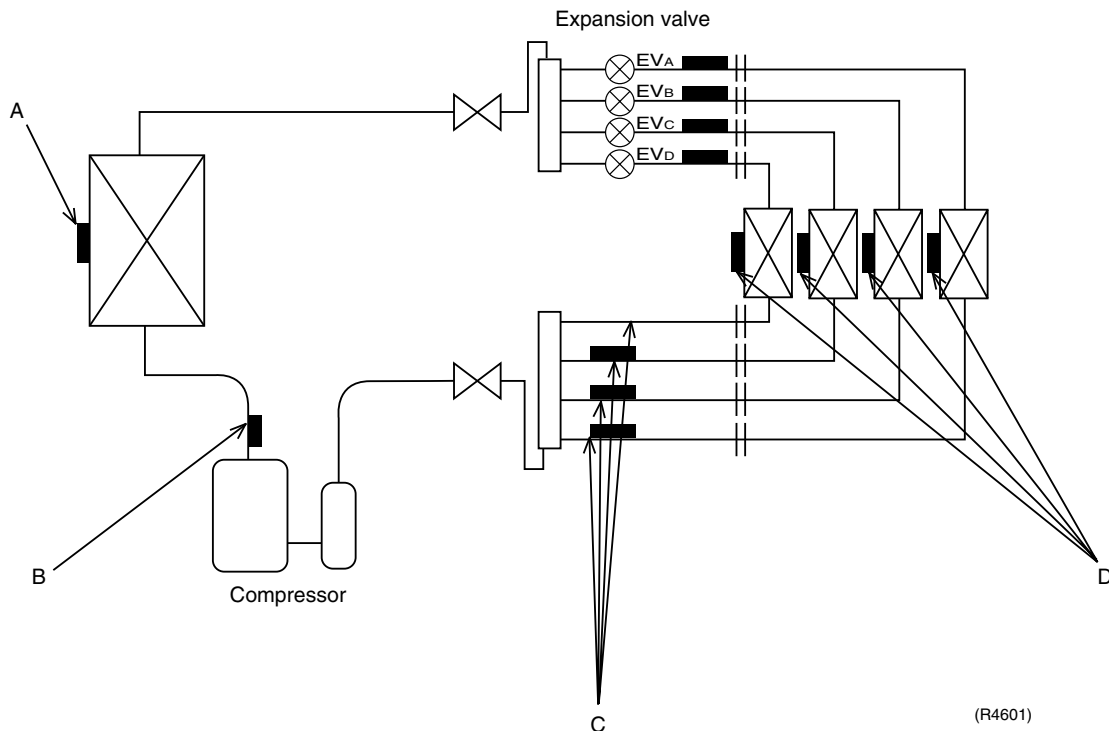 Expansion valve
EVA
A
EVB
EVC
EVD
B
D
Compressor
C
(R4601)